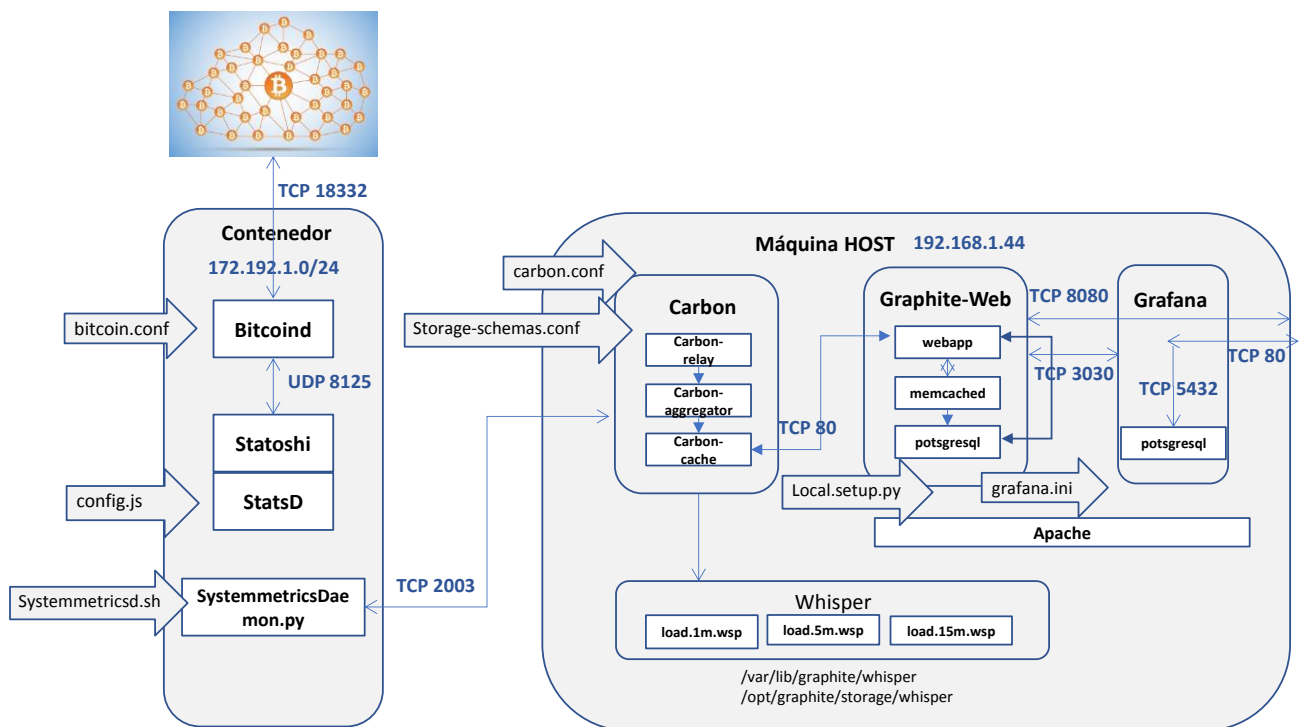 TCP 18332
Contenedor
172.192.1.0/24
bitcoin.conf
Bitcoind
UDP 8125
Statoshi
config.js
StatsD
Systemmetricsd.sh
SystemmetricsDae
mon.py
TCP 2003
Máquina HOST 192.168.1.44
carbon.conf
Storage-schemas.conf
Carbon
Carbon-
relay
Carbon-
aggregator
Carbon-
cache
TCP 80
Graphite-Web
webapp
memcached
potsgresql
TCP 8080
TCP 3030
Grafana
TCP 80
TCP 5432
potsgresql
Local.setup.py
grafana.ini
Apache
Whisper
load.1m.wsp
load.5m.wsp
load.15m.wsp
/var/lib/graphite/whisper
/opt/graphite/storage/whisper